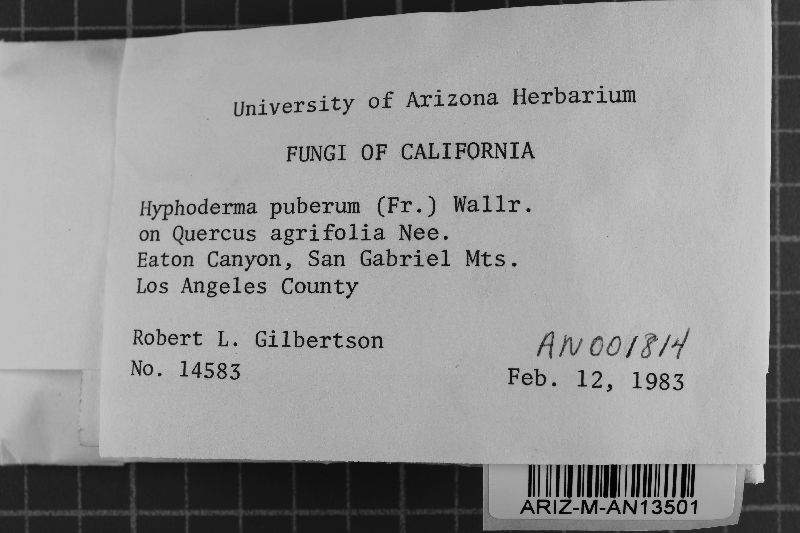 University of Arizona Herbarium
FUNGI OF CALIFORNIA
Hyphoderma puberum (Fr.) Wallr.
on Quercus agrifolia Nee.
Eaton Canyon, San Gabriel Mts.
Los Angeles County
Robert L. Gilbertson
AN001814
No. 14583
Feb. 12, 1983
ARIZ-M-AN13501